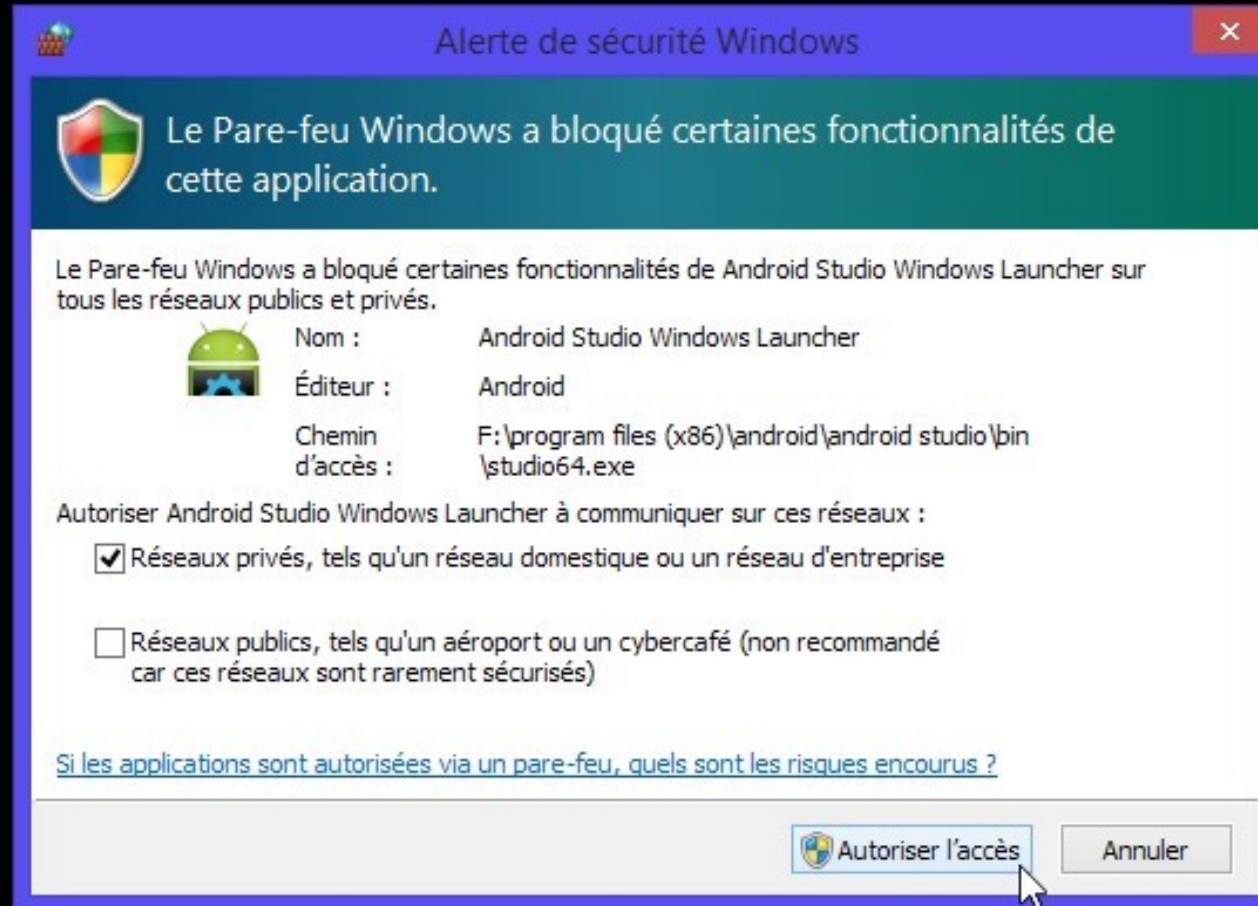 Alerte de sécurité Windows
Le Pare-feu Windows a bloqué certaines fonctionnalités de
cette application.
Le Pare-feu Windows a bloqué certaines fonctionnalités de Android Studio Windows Launcher sur
tous les réseaux publics et privés.
Nom : Android Studio Windows Launcher
Éditeur : Android
Chemin F:\program files (x86)\android\android studio\bin
d'accès : \studio64.exe
Autoriser Android Studio Windows Launcher à communiquer sur ces réseaux :
Réseaux privés, tels qu'un réseau domestique ou un réseau d'entreprise
Réseaux publics, tels qu'un aéroport ou un cybercafé (non recommandé
car ces réseaux sont rarement sécurisés)
Si les applications sont autorisées via un pare-feu, quels sont les risques encourus ?
Autoriser l'accès Annuler